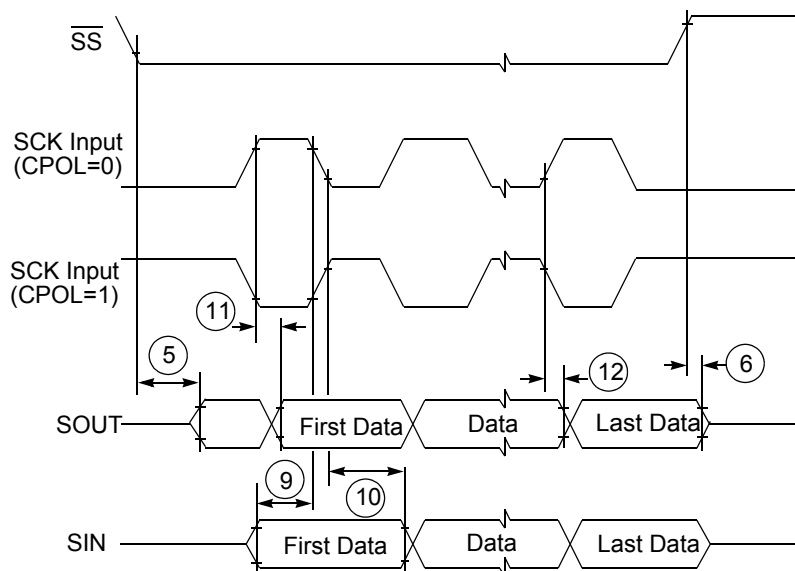 SS
SCK Input
(CPOL=0)
SCK Input
(CPOL=1)
11
5
12
6
SOUT
First Data
Data
Last Data
9
10
SIN
First Data
Data
Last Data